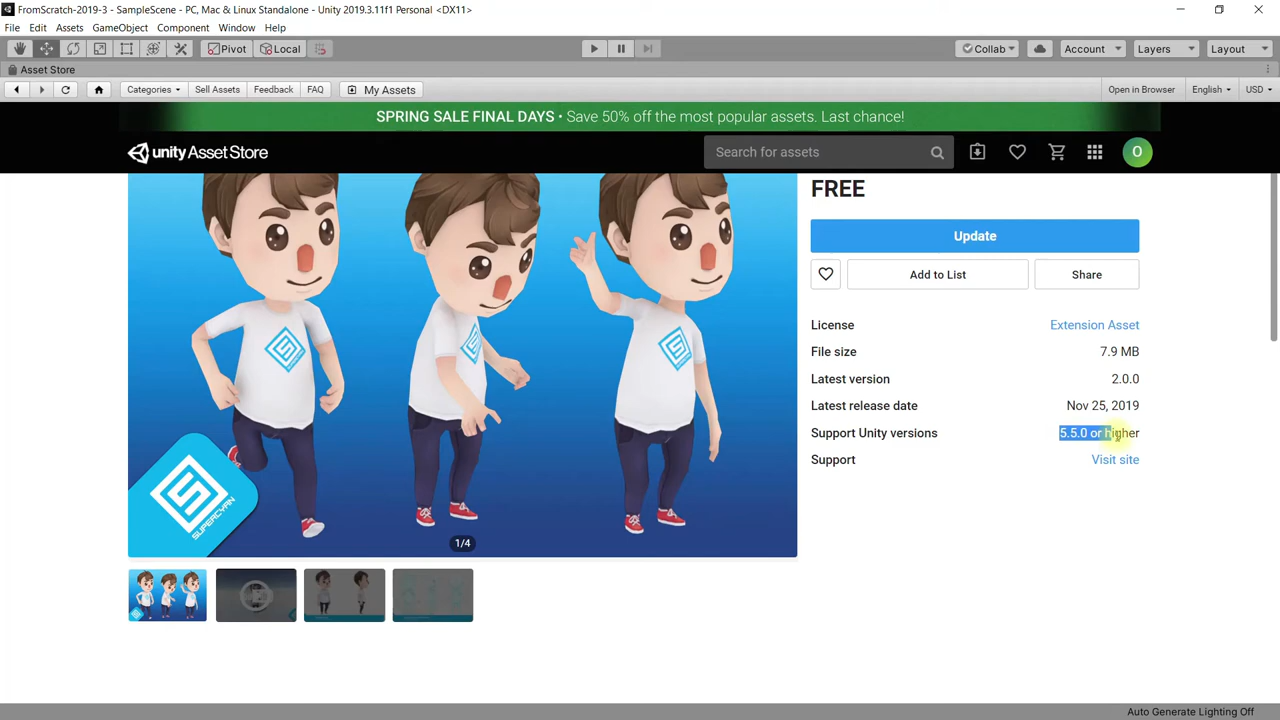 FromScratch-2019-3 - SampleScene - PC, Mac & Linux Standalone - Unity 2019.3.11f1 Personal <DX11>
File Edit Assets GameObject Component Window Help
Pivot Local Collab Account Layers Layout
Asset Store
Categories Sell Assets Feedback FAQ My Assets Open in Browser English USD
SPRING SALE FINAL DAYS • Save 50% off the most popular assets. Last chance!
unity Asset Store Search for assets O
FREE
Update
Add to List Share
License Extension Asset
File size 7.9 MB
Latest version 2.0.0
Latest release date Nov 25, 2019
Support Unity versions 5.5.0 or higher
Support Visit site
SUPERCYAN
1/4
Auto Generate Lighting Off